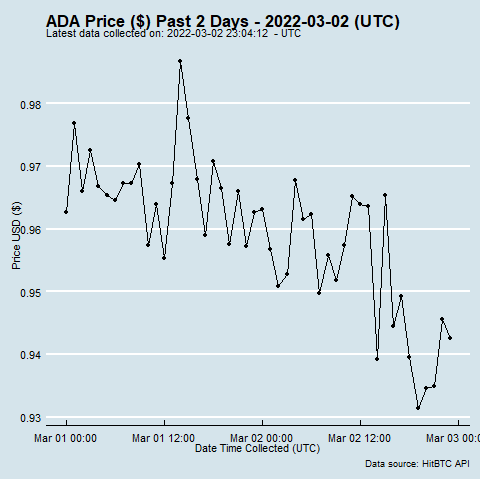 ADA Price ($) Past 2 Days - 2022-03-02 (UTC)
Latest data collected on: 2022-03-02 23:04:12 - UTC
Price USD ($)
0.98
0.97
0.96
0.95
0.94
0.93
Mar 01 00:00 Mar 01 12:00 Mar 02 00:00 Mar 02 12:00 Mar 03 00:00
Date Time Collected (UTC)
Data source: HitBTC API